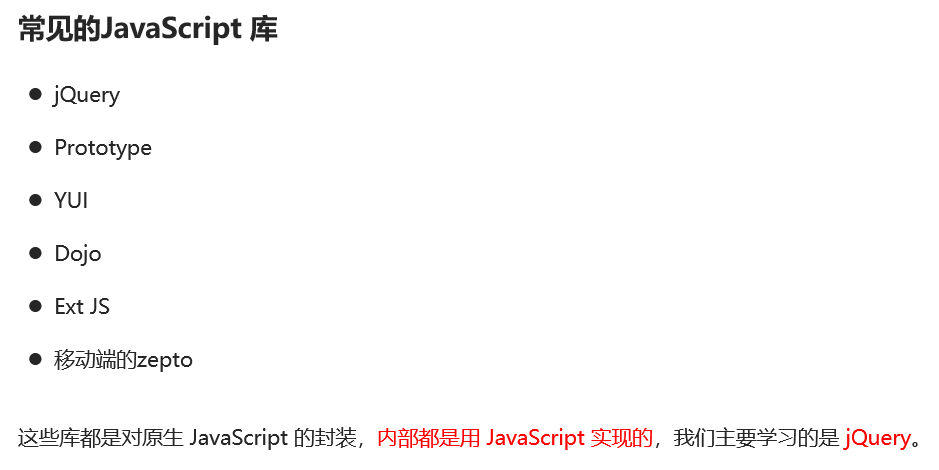 常见的JavaScript 库
● jQuery
● Prototype
● YUI
● Dojo
● Ext JS
● 移动端的zepto
这些库都是对原生 JavaScript 的封装，内部都是用 JavaScript 实现的，我们主要学习的是 jQuery。